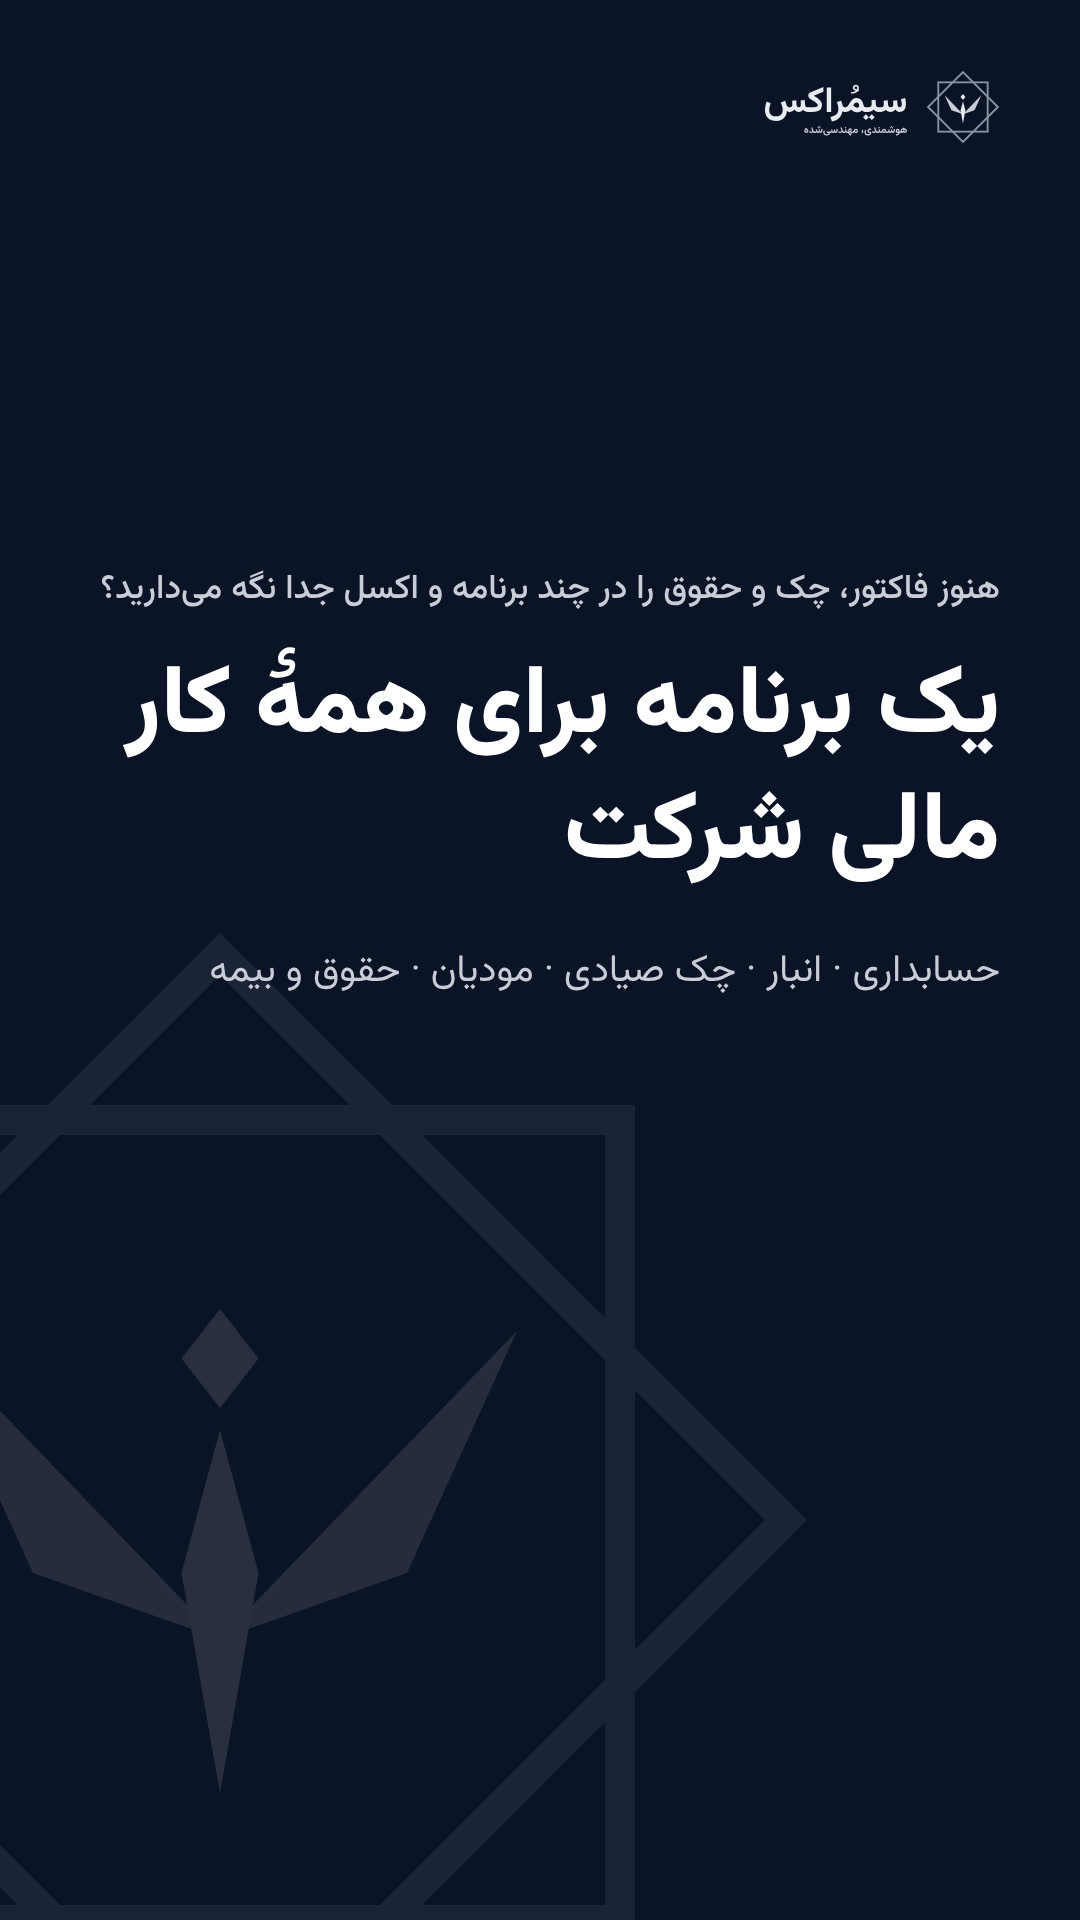 سیمُراکس
هوشمندی، مهندسی‌شده
هنوز فاکتور، چک و حقوق را در چند برنامه و اکسل جدا نگه می‌دارید؟
یک برنامه برای همهٔ کار
مالی شرکت
حسابداری · انبار · چک صیادی · مودیان · حقوق و بیمه